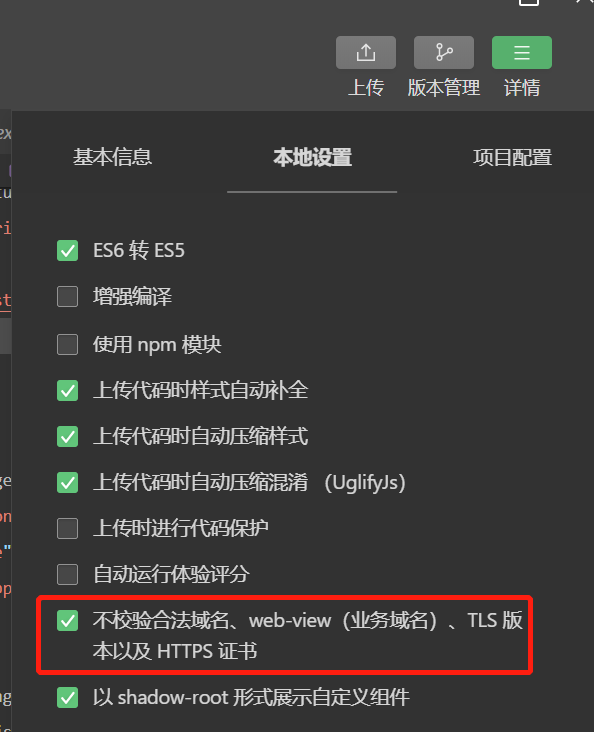 上传 版本管理 详情
基本信息 本地设置 项目配置
ES6 转 ES5
增强编译
使用 npm 模块
上传代码时样式自动补全
上传代码时自动压缩样式
上传代码时自动压缩混淆 （UglifyJs）
上传时进行代码保护
自动运行体验评分
不校验合法域名、web-view（业务域名）、TLS 版
本以及 HTTPS 证书
以 shadow-root 形式展示自定义组件